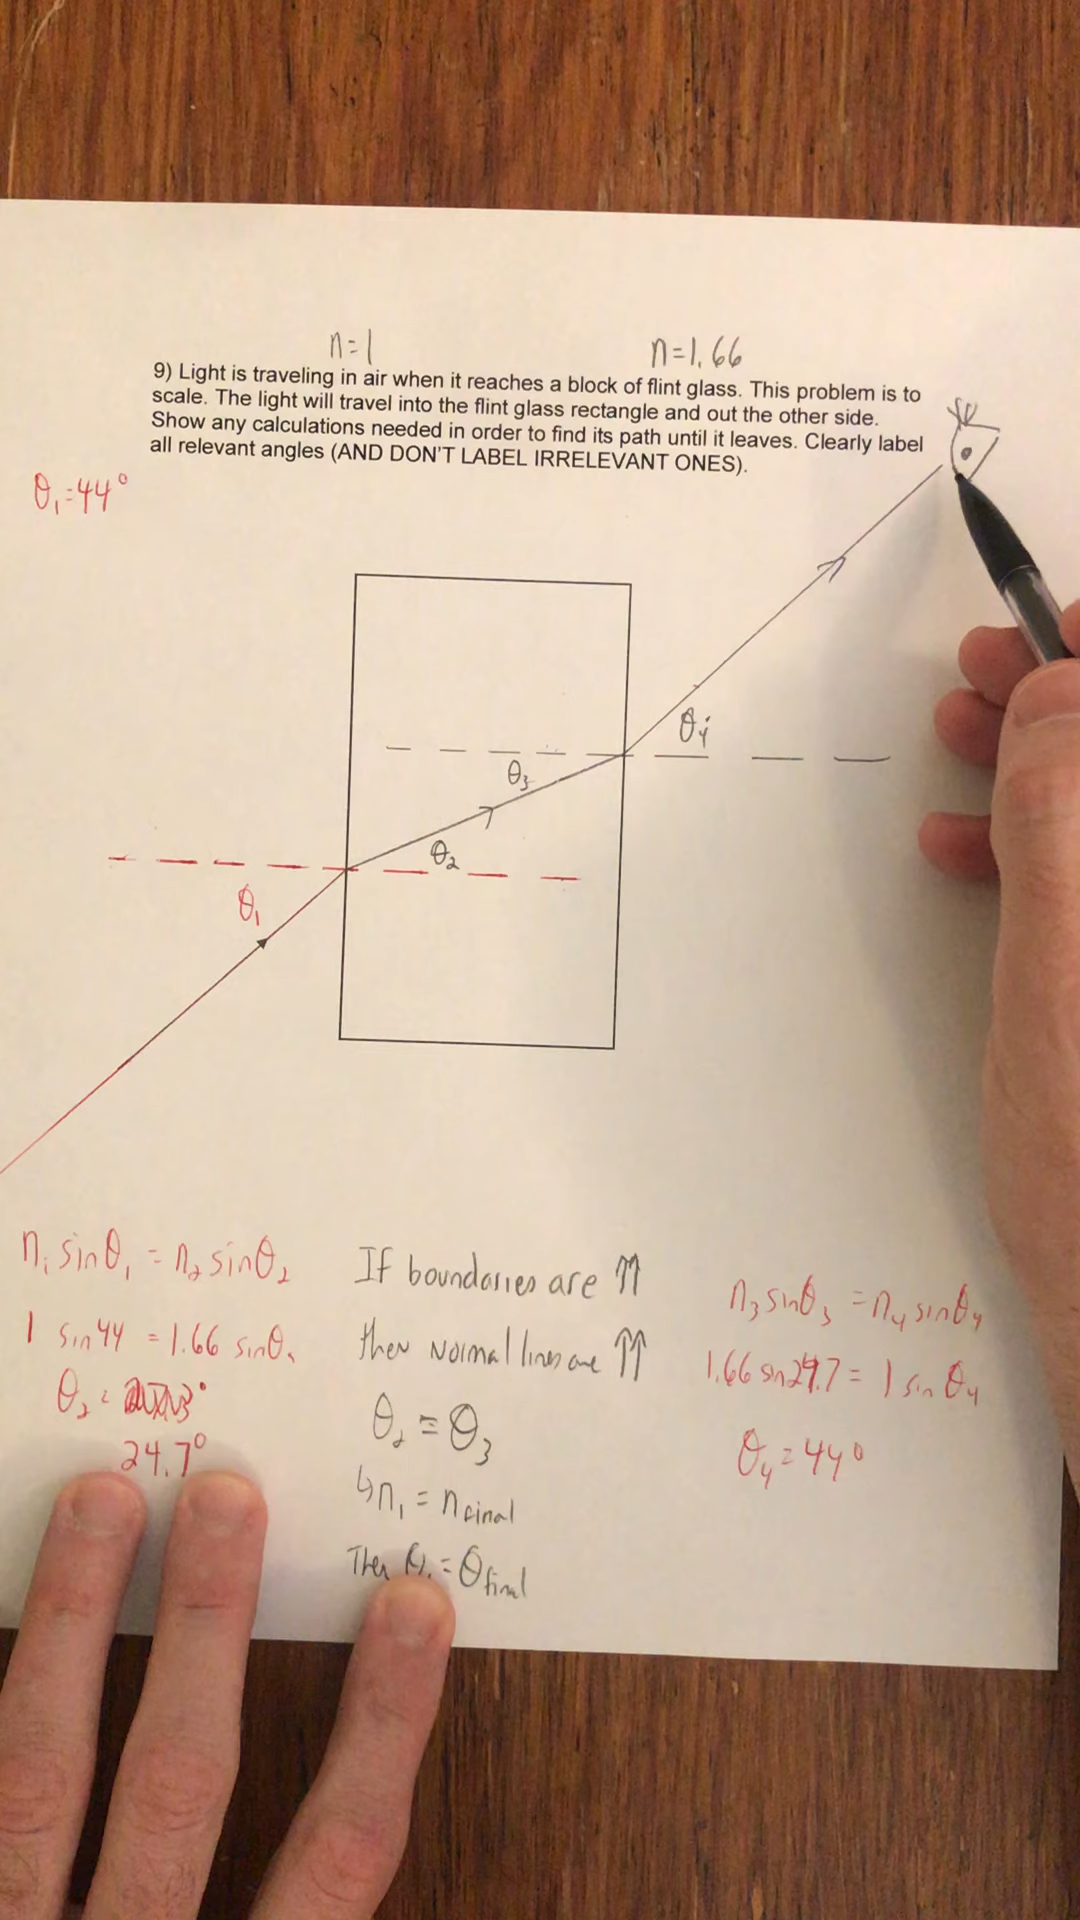 n=1
n=1.66
9) Light is traveling in air when it reaches a block of flint glass. This problem is to
scale. The light will travel into the flint glass rectangle and out the other side.
Show any calculations needed in order to find its path until it leaves. Clearly label
all relevant angles (AND DON'T LABEL IRRELEVANT ONES).
θ₁=44°
θ₄
θ₃
θ₂
θ₁
n₁ sinθ₁ = n₂ sinθ₂
1 sin44 = 1.66 sinθ₂
θ₂ =
24.7°
If boundaries are ⇈
then normal lines are ⇈
θ₂ ≅ θ₃
↳n₁ = nfinal
Then θ₁ = θfinal
n₃ sinθ₃ = n₄ sinθ₄
1.66 sin24.7 = 1 sin θ₄
θ₄ = 44°